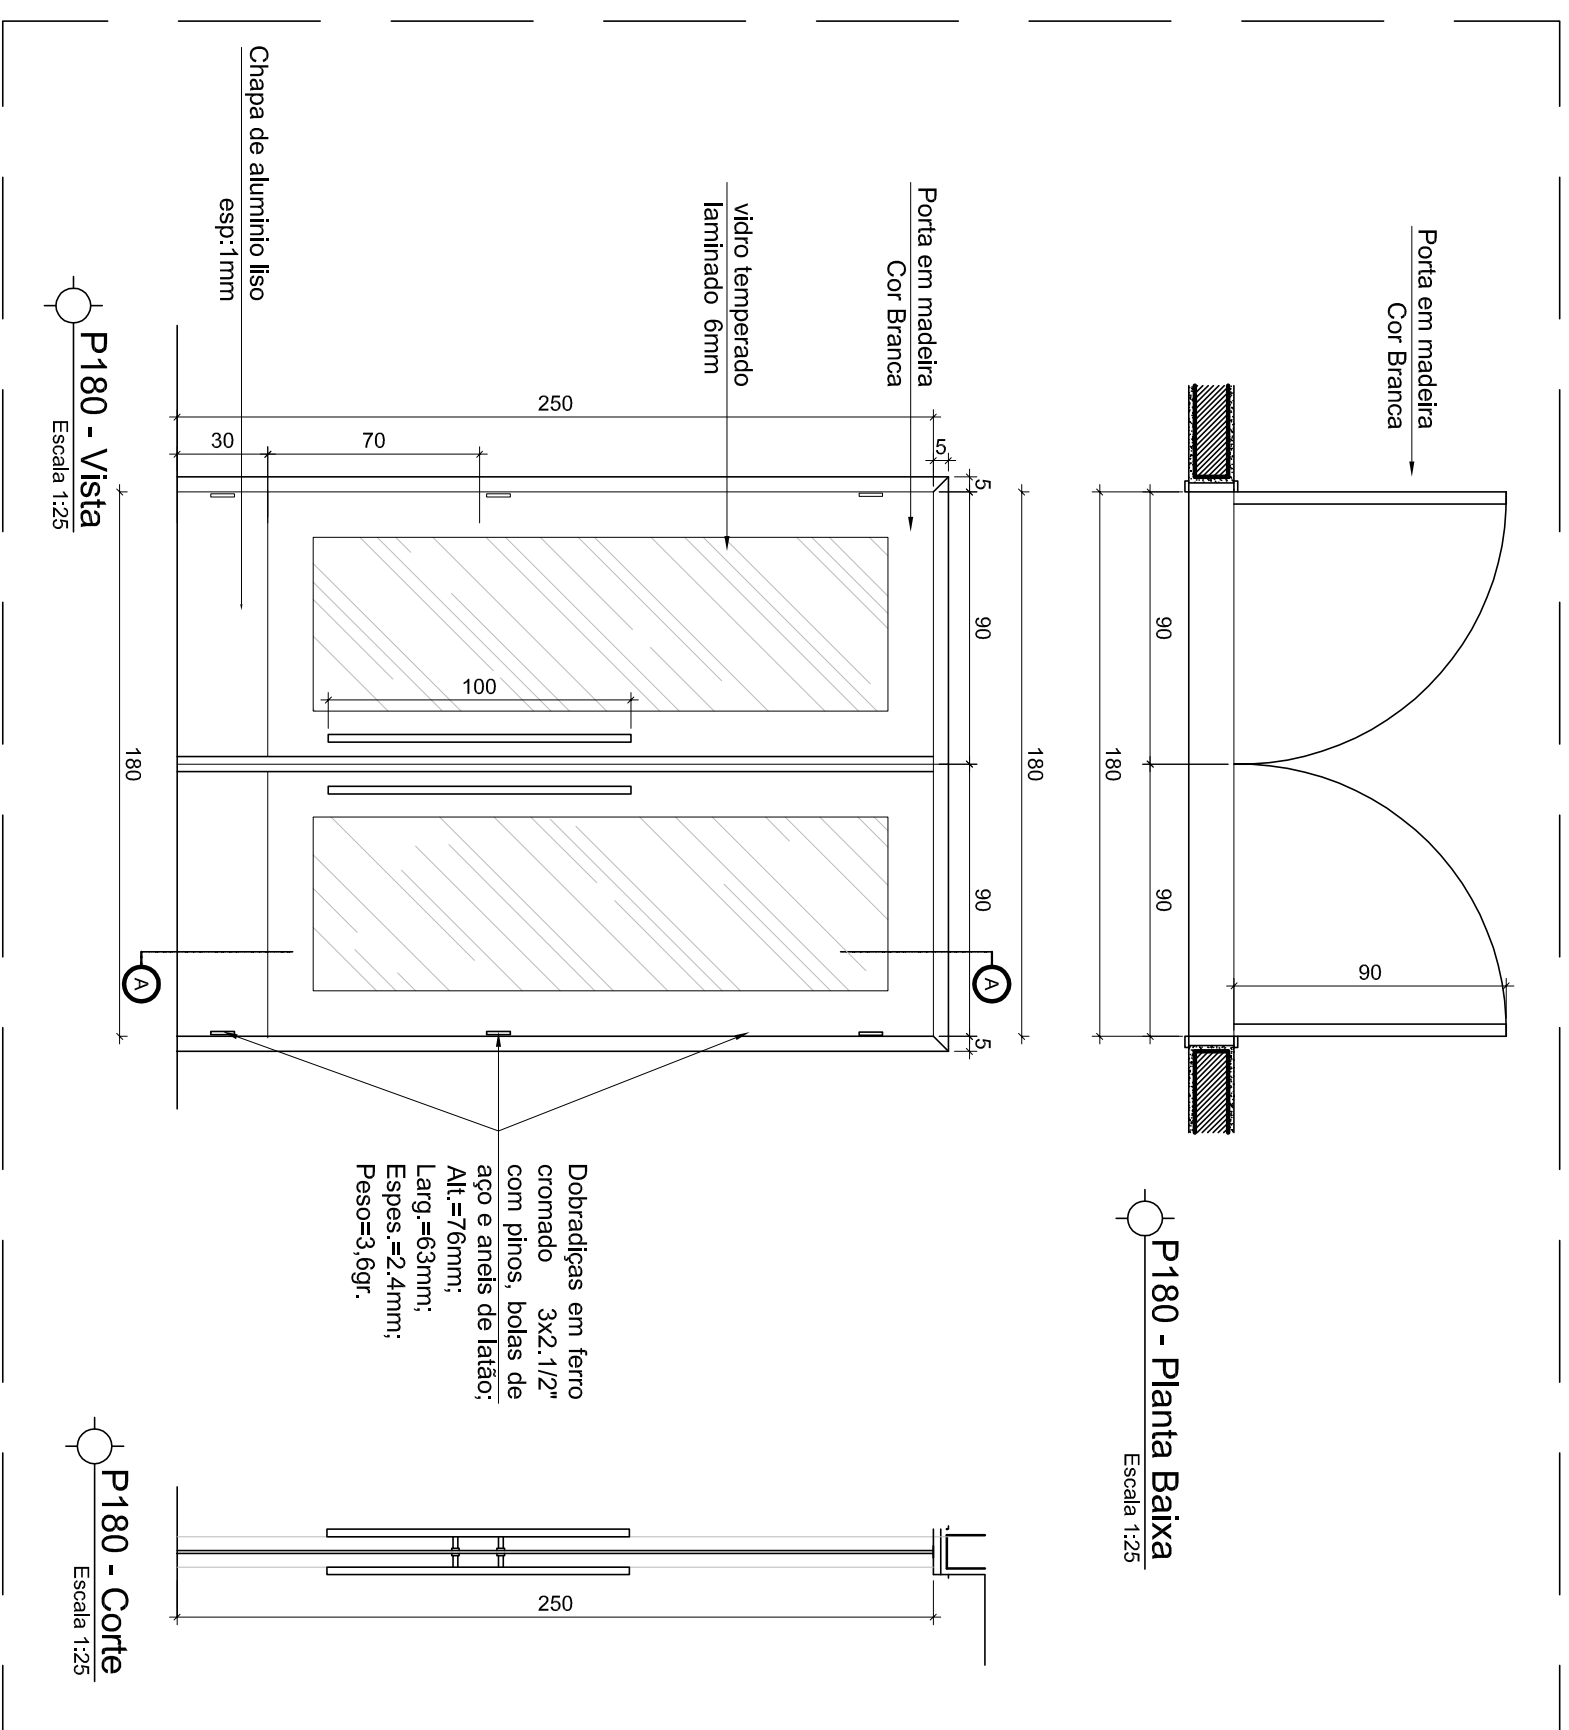 Porta em madeira
Cor Branca
90
90
180
90
P180 - Planta Baixa
Escala 1:25
180
5
90
90
5
5
250
30
70
100
180
A
A
Porta em madeira
Cor Branca
vidro temperado
laminado 6mm
Chapa de aluminio liso
esp:1mm
Dobradiças em ferro
cromado 3x2.1/2"
com pinos, bolas de
aço e aneis de latão;
Alt.=76mm;
Larg.=63mm;
Espes.=2.4mm;
Peso=3,6gr.
P180 - Vista
Escala 1:25
250
P180 - Corte
Escala 1:25